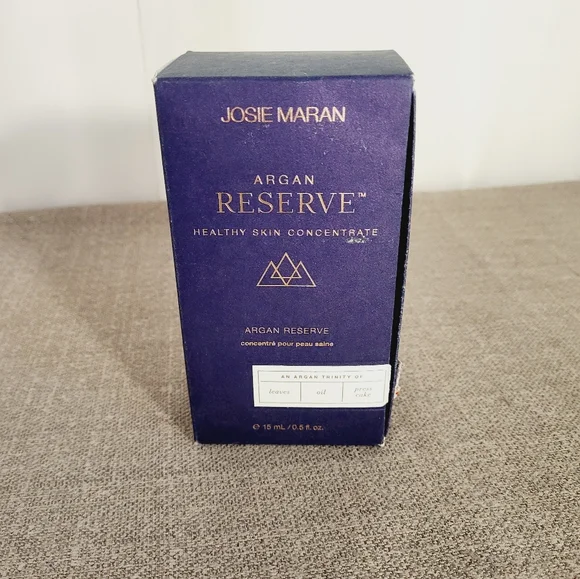 JOSIE MARAN
ARGAN
RESERVE™
HEALTHY SKIN CONCENTRATE
ARGAN RESERVE
concentré pour peau saine
AN ARGAN TRINITY OF
leaves
oil
press cake
℮ 15 mL / 0.5 fl. oz.